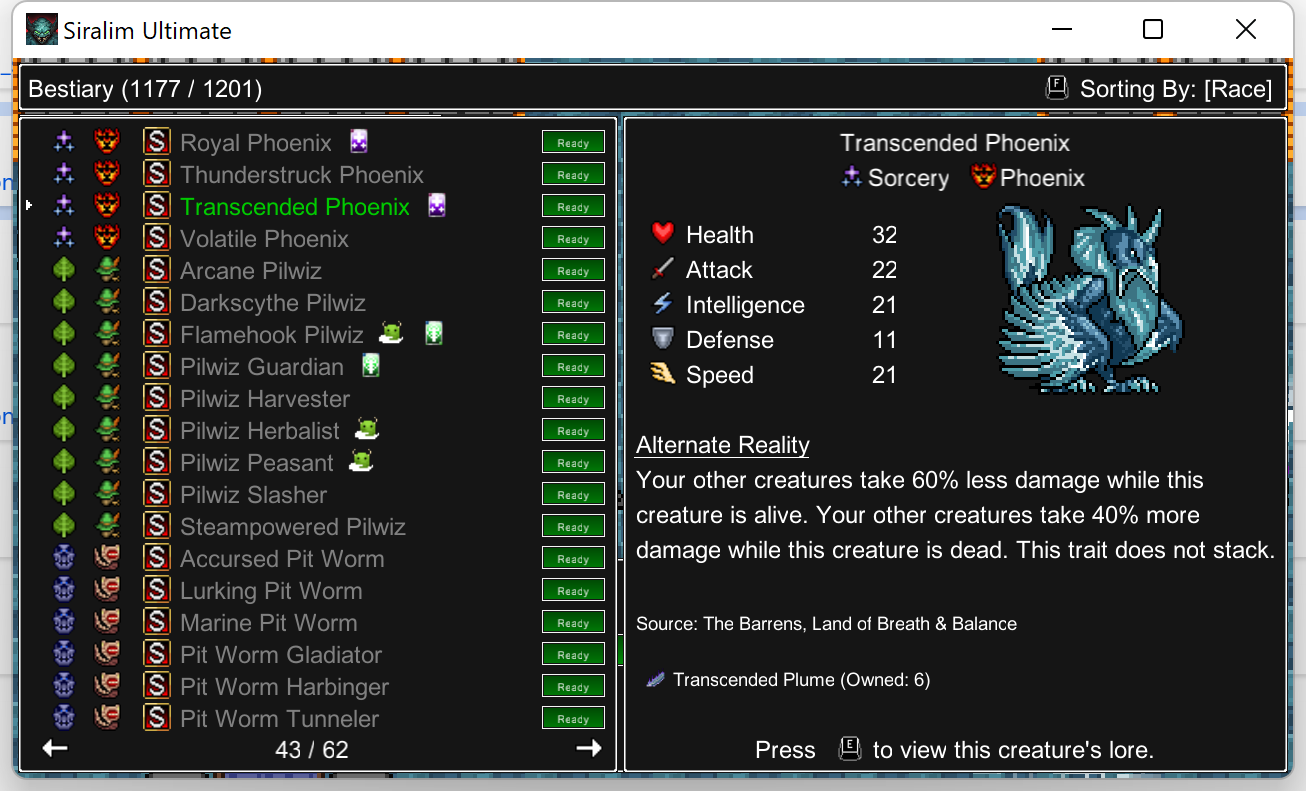 Siralim Ultimate
Bestiary (1177 / 1201)
F Sorting By: [Race]
S Royal Phoenix Ready
S Thunderstruck Phoenix Ready
S Transcended Phoenix Ready
S Volatile Phoenix Ready
S Arcane Pilwiz Ready
S Darkscythe Pilwiz Ready
S Flamehook Pilwiz Ready
S Pilwiz Guardian Ready
S Pilwiz Harvester Ready
S Pilwiz Herbalist Ready
S Pilwiz Peasant Ready
S Pilwiz Slasher Ready
S Steampowered Pilwiz Ready
S Accursed Pit Worm Ready
S Lurking Pit Worm Ready
S Marine Pit Worm Ready
S Pit Worm Gladiator Ready
S Pit Worm Harbinger Ready
S Pit Worm Tunneler Ready
43 / 62
Transcended Phoenix
Sorcery Phoenix
Health 32
Attack 22
Intelligence 21
Defense 11
Speed 21
Alternate Reality
Your other creatures take 60% less damage while this
creature is alive. Your other creatures take 40% more
damage while this creature is dead. This trait does not stack.
Source: The Barrens, Land of Breath & Balance
Transcended Plume (Owned: 6)
Press E to view this creature's lore.